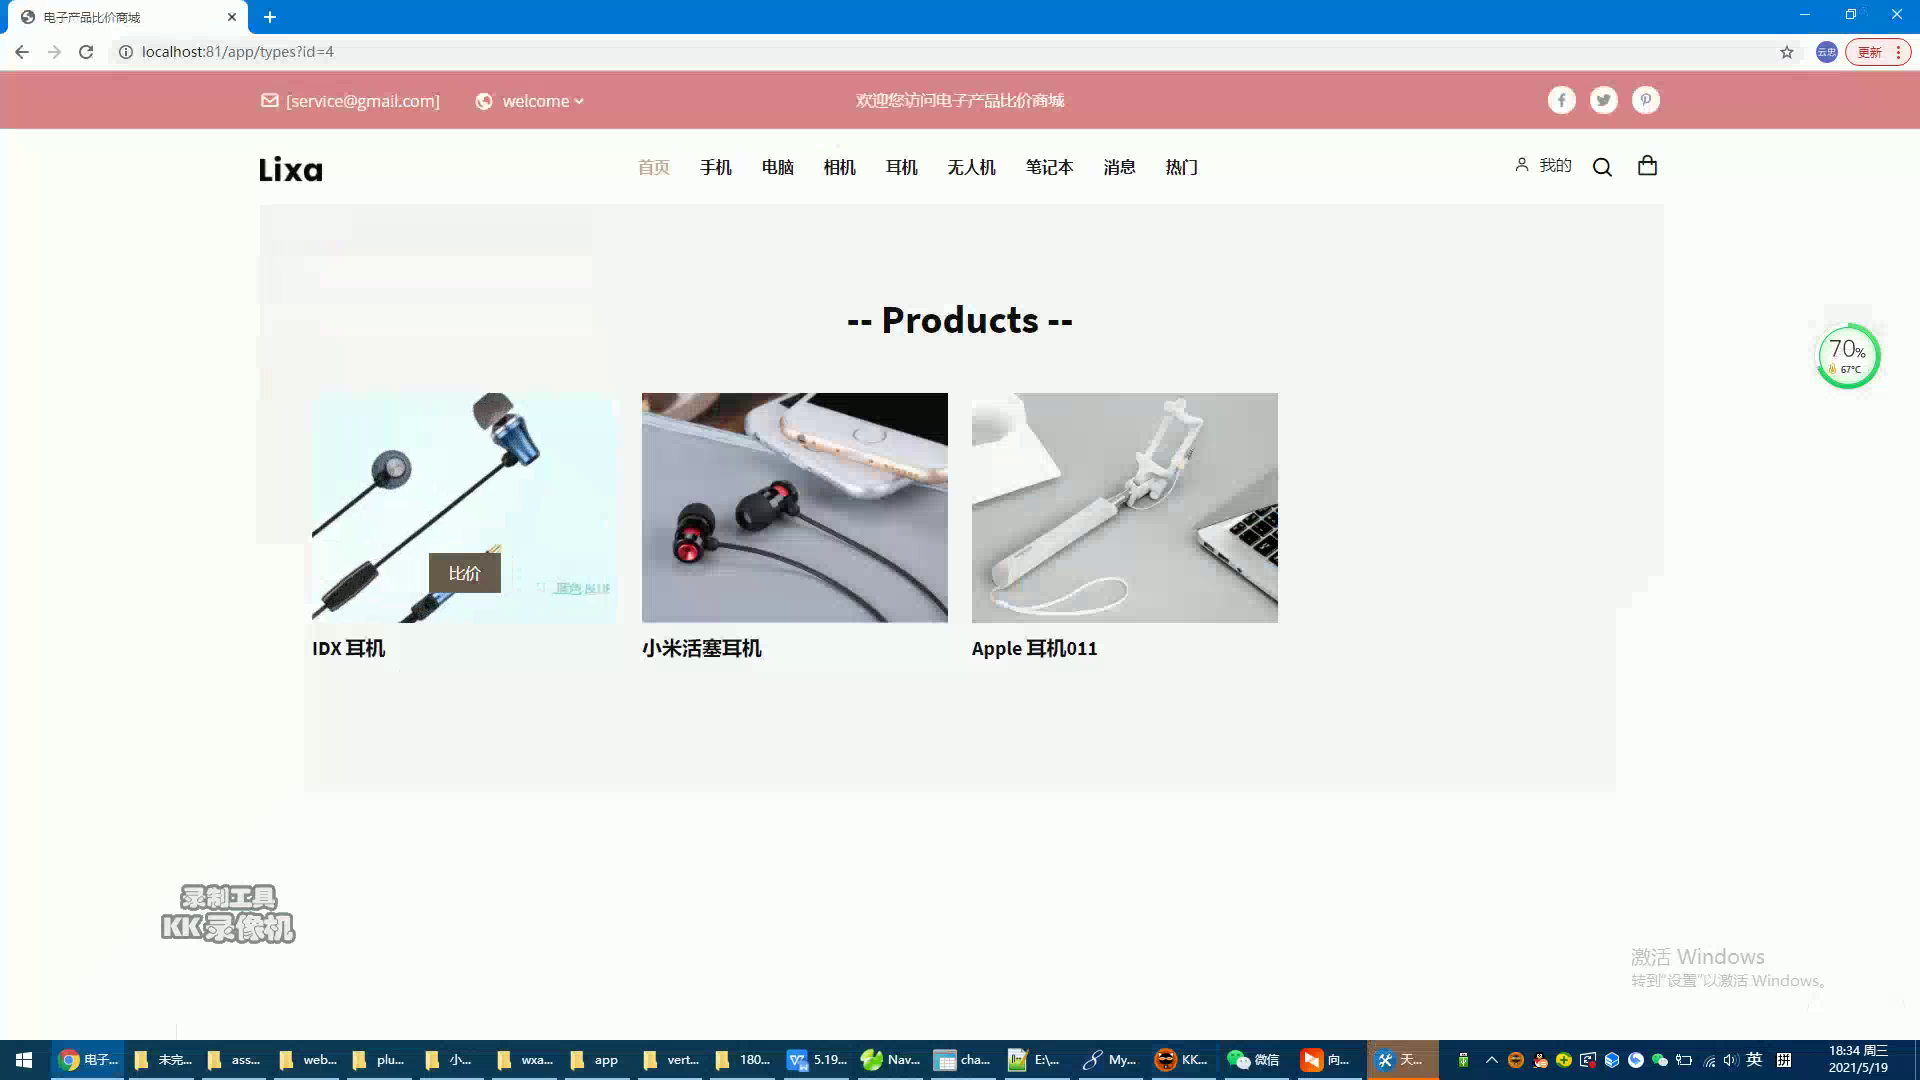 电子产品比价商城
localhost:81/app/types?id=4
云忠
更新
[service@gmail.com]
welcome
欢迎您访问电子产品比价商城
Lixa
首页
手机
电脑
相机
耳机
无人机
笔记本
消息
热门
我的
-- Products --
70%
67°C
比价
蓝色 BLUE
IDX 耳机
小米活塞耳机
Apple 耳机011
录制工具
KK 录像机
激活 Windows
转到“设置”以激活 Windows。
电子...
未完...
ass...
web...
plu...
小...
wxa...
app
vert...
180...
5.19...
Nav...
cha...
E:\...
My...
KK...
微信
向...
天...
英
18:34 周三
2021/5/19